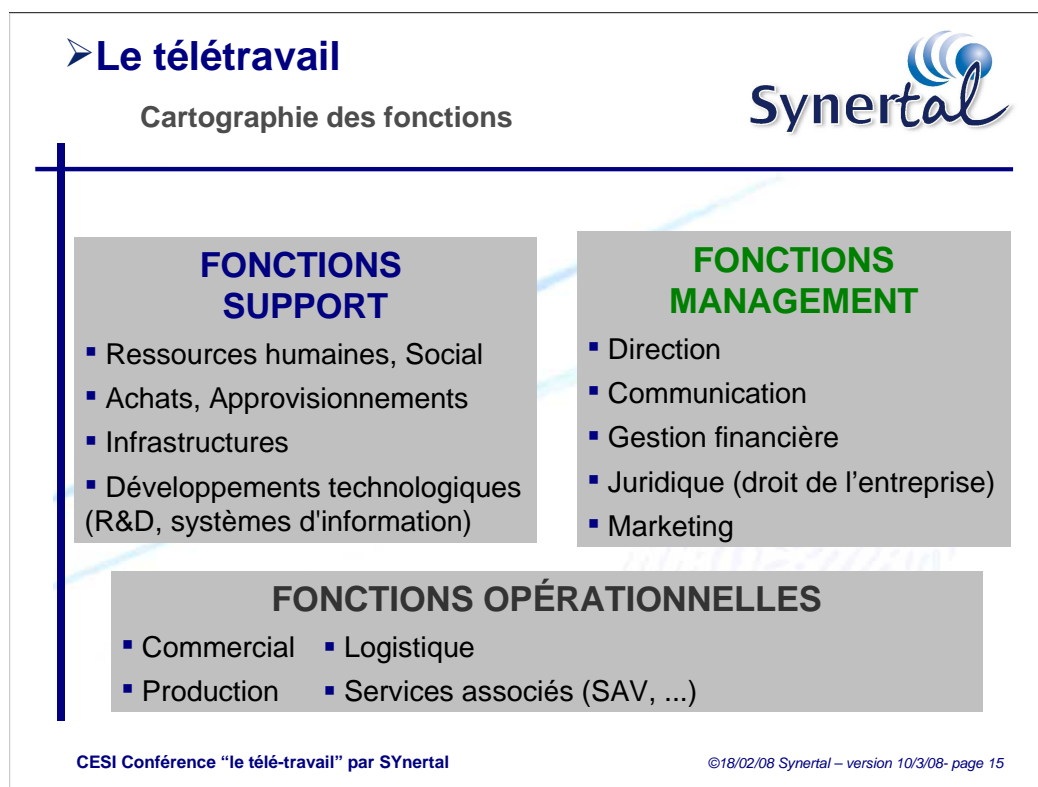 ➢Le télétravail
Cartographie des fonctions
Synertal
FONCTIONS
SUPPORT
▪ Ressources humaines, Social
▪ Achats, Approvisionnements
▪ Infrastructures
▪ Développements technologiques
(R&D, systèmes d'information)
FONCTIONS
MANAGEMENT
▪ Direction
▪ Communication
▪ Gestion financière
▪ Juridique (droit de l’entreprise)
▪ Marketing
FONCTIONS OPÉRATIONNELLES
▪ Commercial ▪ Logistique
▪ Production ▪ Services associés (SAV, ...)
CESI Conférence “le télé-travail” par SYnertal
©18/02/08 Synertal – version 10/3/08- page 15